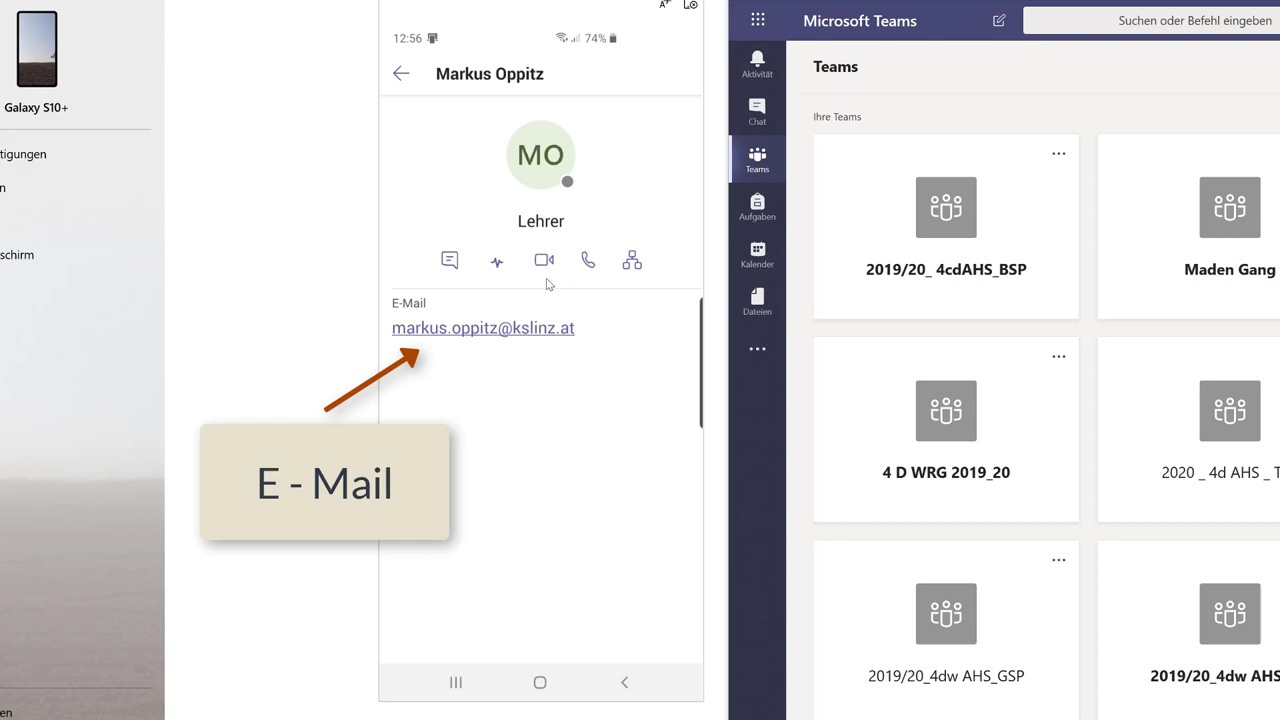 Galaxy S10+
tigungen
n
schirm
en
12:56
74%
Markus Oppitz
MO
Lehrer
E-Mail
markus.oppitz@kslinz.at
E - Mail
Microsoft Teams
Suchen oder Befehl eingeben
Aktivität
Chat
Teams
Aufgaben
Kalender
Dateien
Teams
Ihre Teams
2019/20_ 4cdAHS_BSP
Maden Gang
4 D WRG 2019_20
2020 _ 4d AHS _ T
2019/20_4dw AHS_GSP
2019/20_4dw AHS